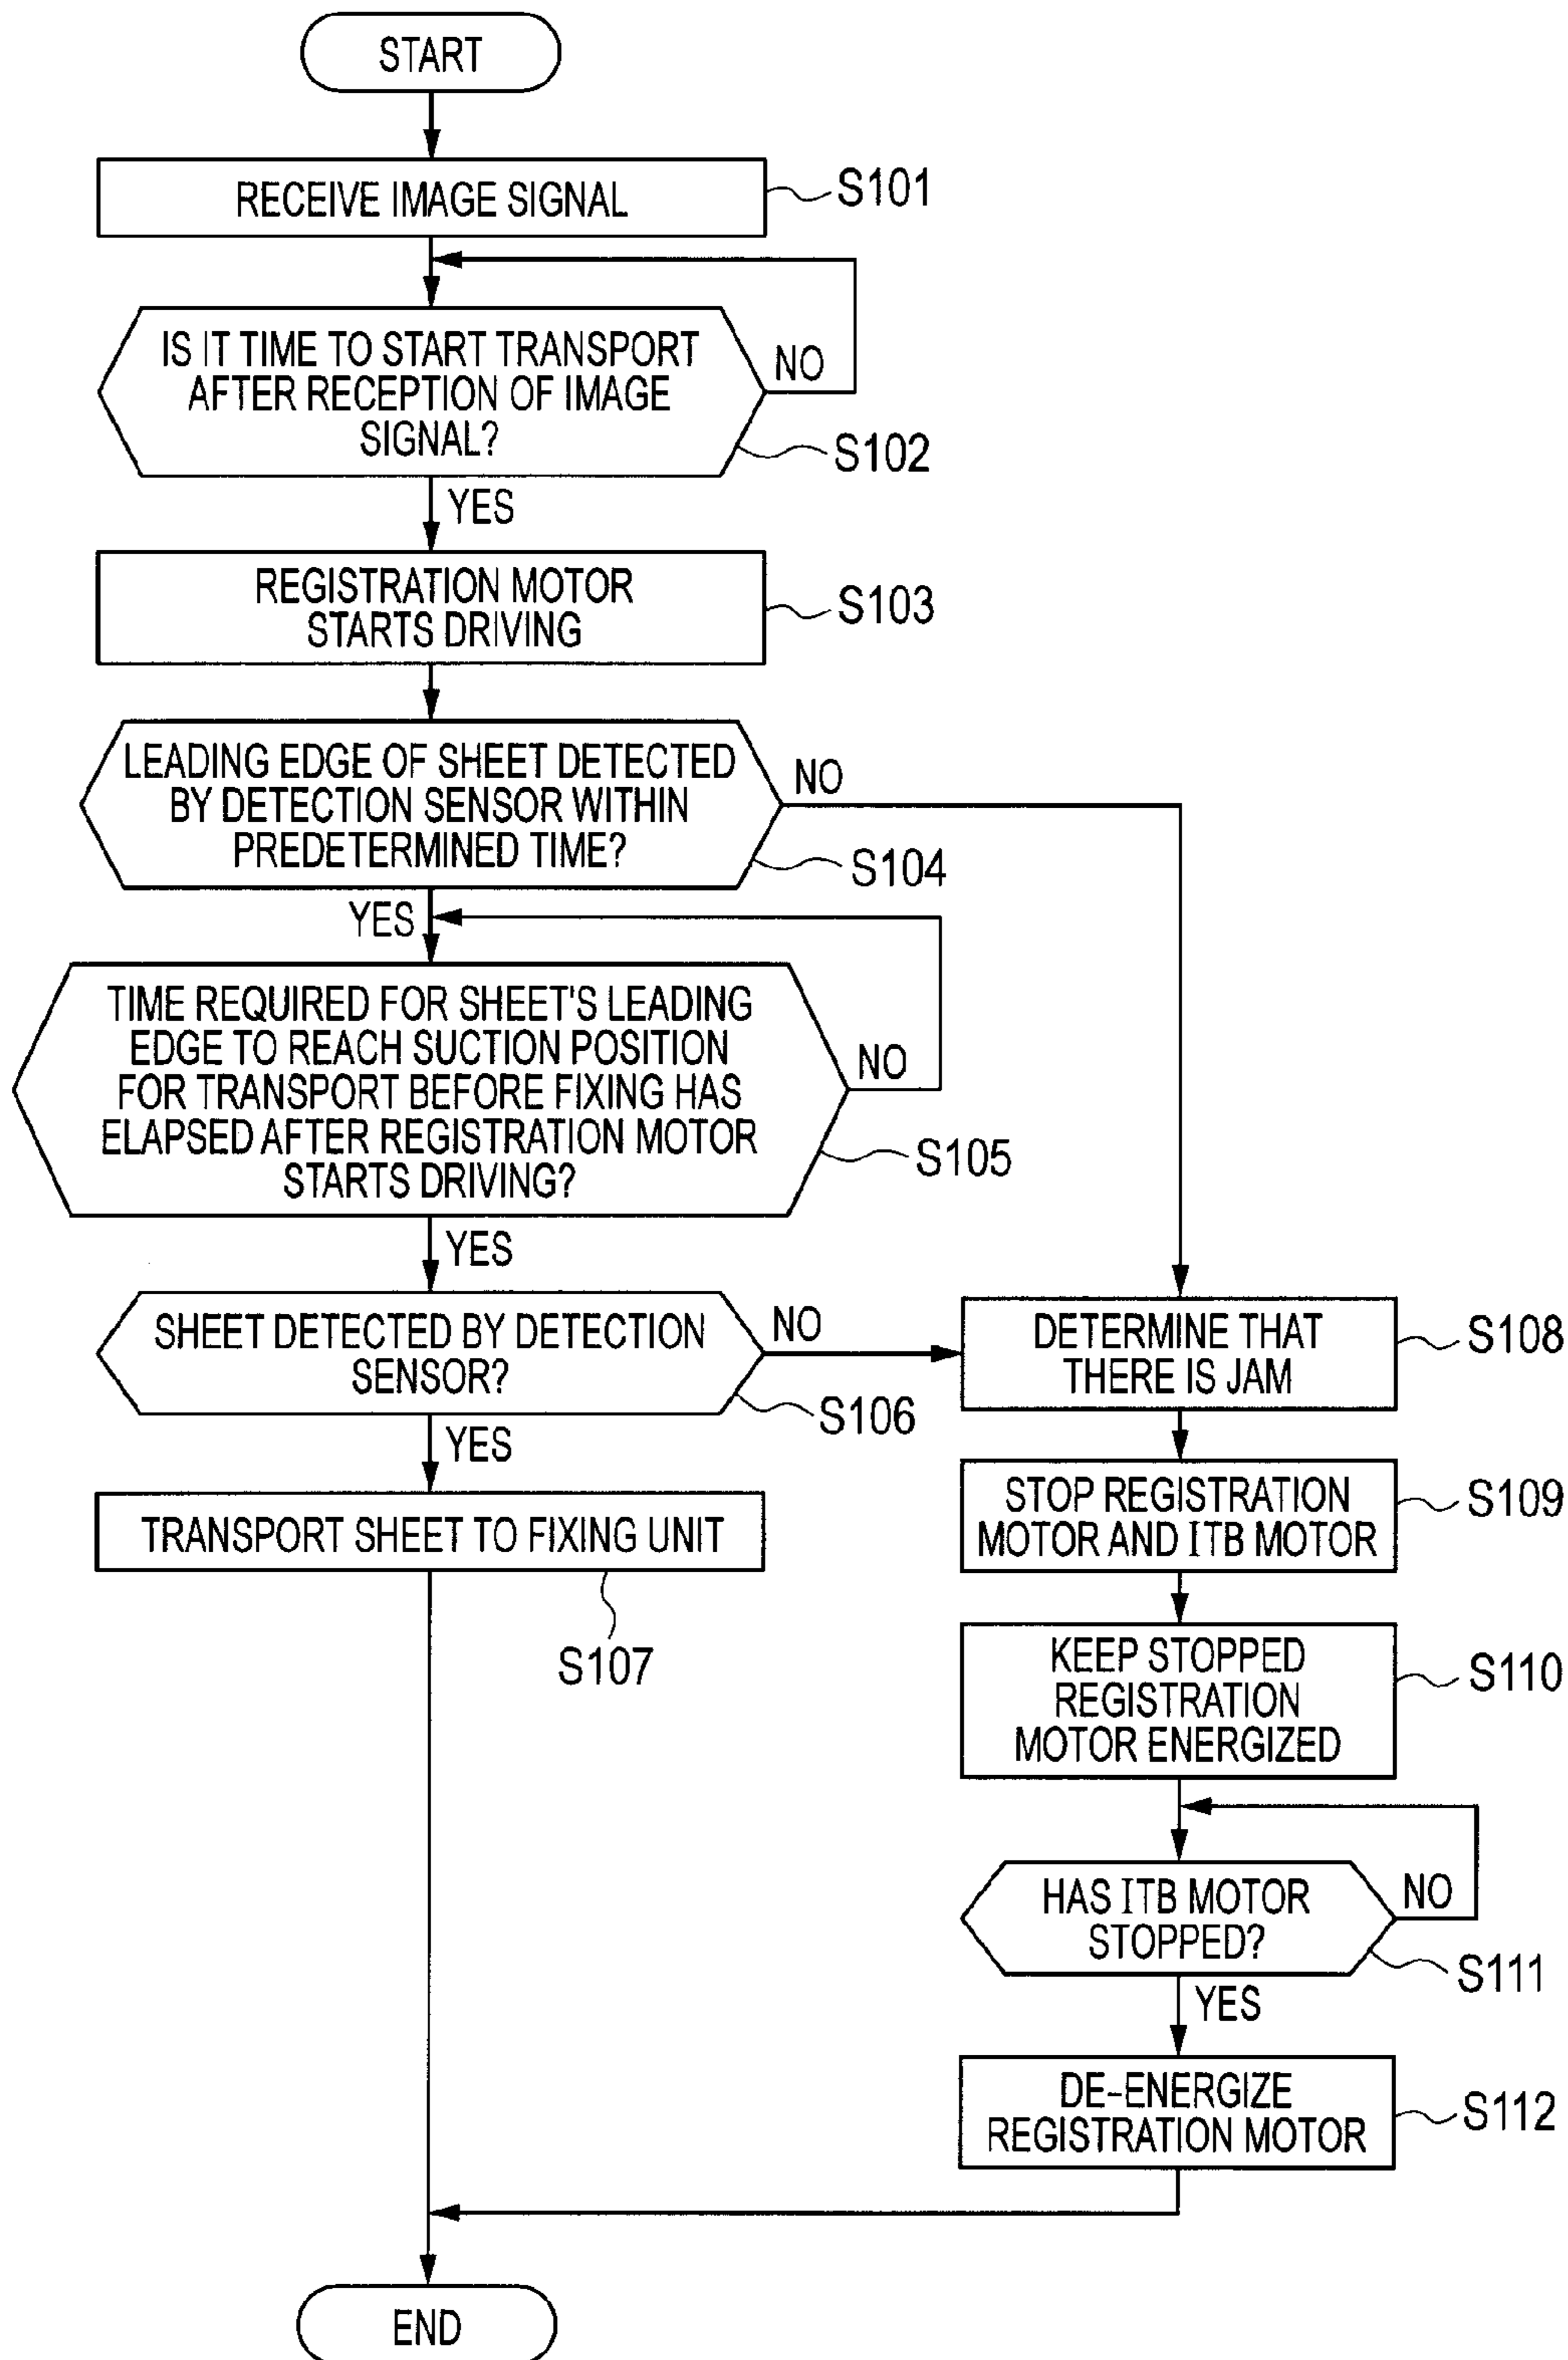 START
RECEIVE IMAGE SIGNAL
S101
IS IT TIME TO START TRANSPORT
AFTER RECEPTION OF IMAGE
SIGNAL?
NO
S102
YES
REGISTRATION MOTOR
STARTS DRIVING
S103
LEADING EDGE OF SHEET DETECTED
BY DETECTION SENSOR WITHIN
PREDETERMINED TIME?
NO
S104
YES
TIME REQUIRED FOR SHEET'S LEADING
EDGE TO REACH SUCTION POSITION
FOR TRANSPORT BEFORE FIXING HAS
ELAPSED AFTER REGISTRATION MOTOR
STARTS DRIVING?
NO
S105
YES
SHEET DETECTED BY DETECTION
SENSOR?
NO
S106
YES
TRANSPORT SHEET TO FIXING UNIT
S107
DETERMINE THAT
THERE IS JAM
S108
STOP REGISTRATION
MOTOR AND ITB MOTOR
S109
KEEP STOPPED
REGISTRATION
MOTOR ENERGIZED
S110
HAS ITB MOTOR
STOPPED?
NO
S111
YES
DE-ENERGIZE
REGISTRATION MOTOR
S112
END